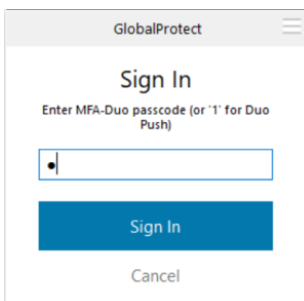 GlobalProtect
Sign In
Enter MFA-Duo passcode (or '1' for Duo
Push)
Sign In
Cancel